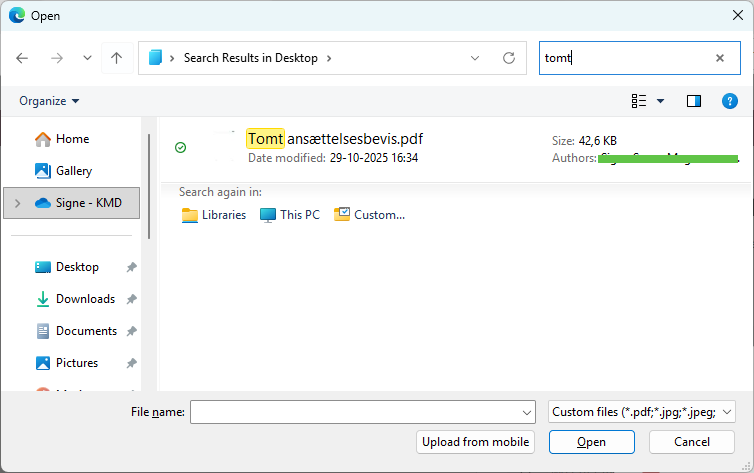 Open
Search Results in Desktop
tomt
Organize
Home
Gallery
Signe - KMD
Desktop
Downloads
Documents
Pictures
Tomt ansættelsesbevis.pdf
Date modified: 29-10-2025 16:34
Size: 42,6 KB
Authors:
Search again in:
Libraries
This PC
Custom...
File name:
Custom files (*.pdf;*.jpg;*.jpeg;
Upload from mobile
Open
Cancel